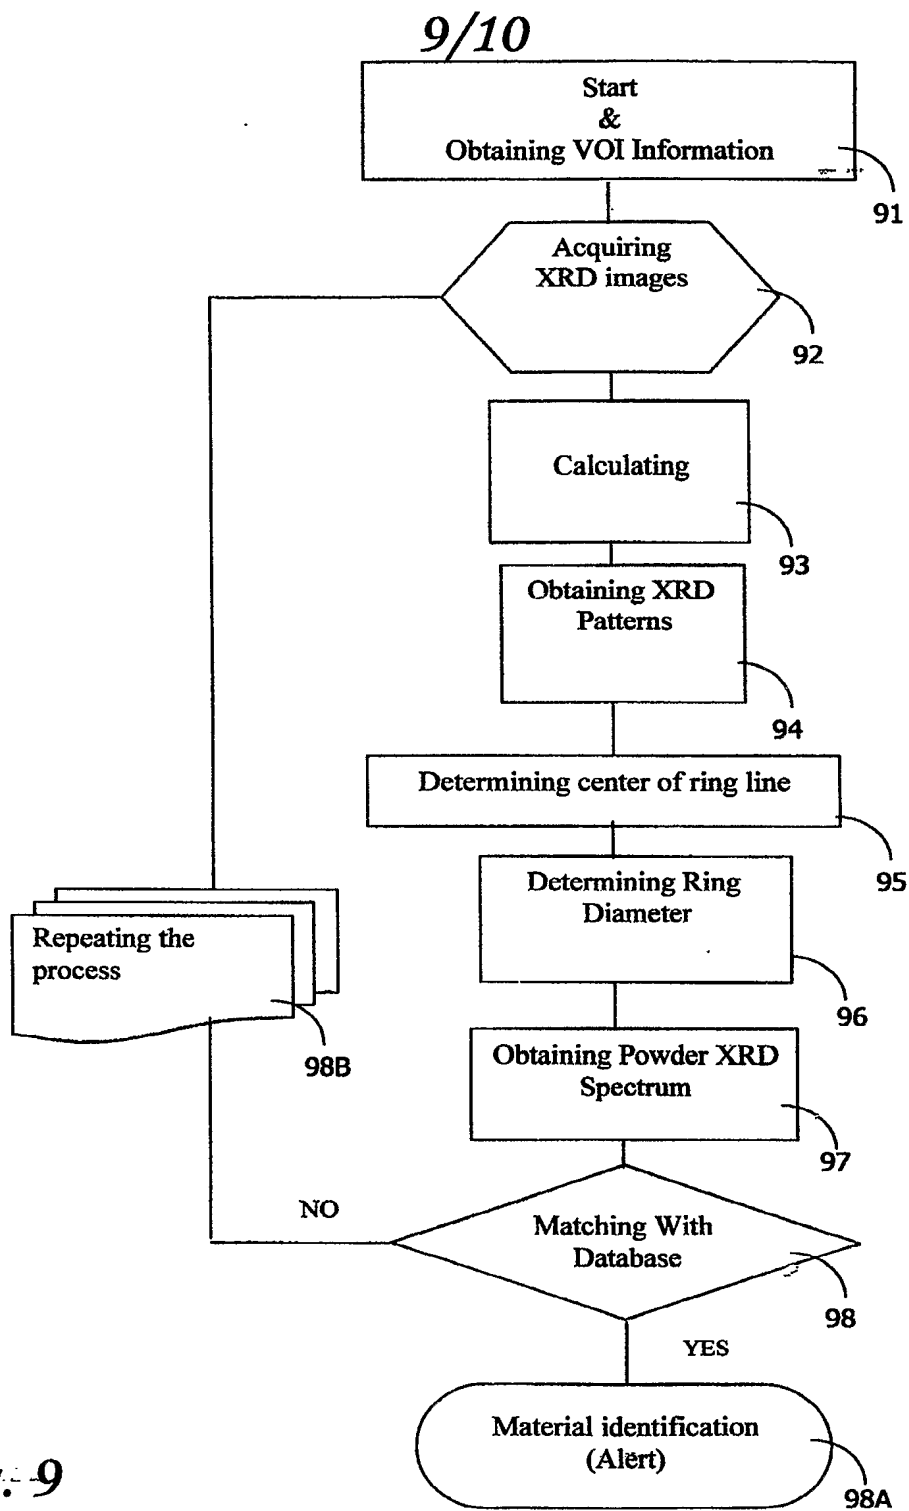 9/10
Start
&
Obtaining VOI Information
91
Acquiring
XRD images
92
Calculating
93
Obtaining XRD
Patterns
94
Determining center of ring line
95
Determining Ring
Diameter
96
Repeating the
process
98B
Obtaining Powder XRD
Spectrum
97
NO
Matching With
Database
98
YES
Material identification
(Alert)
98A
. 9